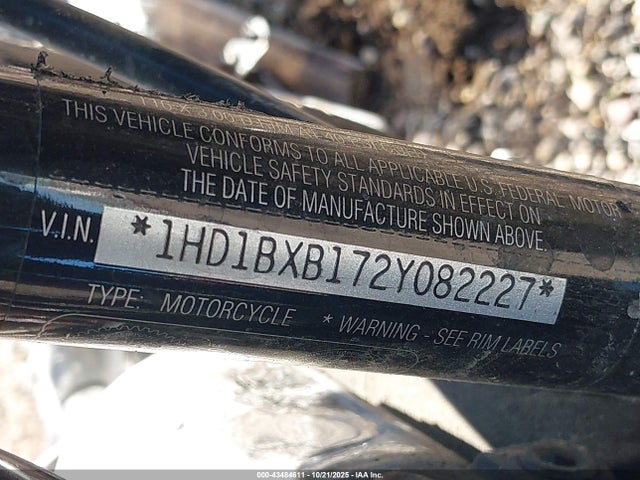 THIS VEHICLE CONFORMS TO ALL APPLICABLE U.S. FEDERAL MOTOR
VEHICLE SAFETY STANDARDS IN EFFECT ON
THE DATE OF MANUFACTURE SHOWN ABOVE.
V.I.N. *1HD1BXB172Y082227*
TYPE: MOTORCYCLE * WARNING - SEE RIM LABELS
000-43484611 - 10/21/2025 - IAA Inc.